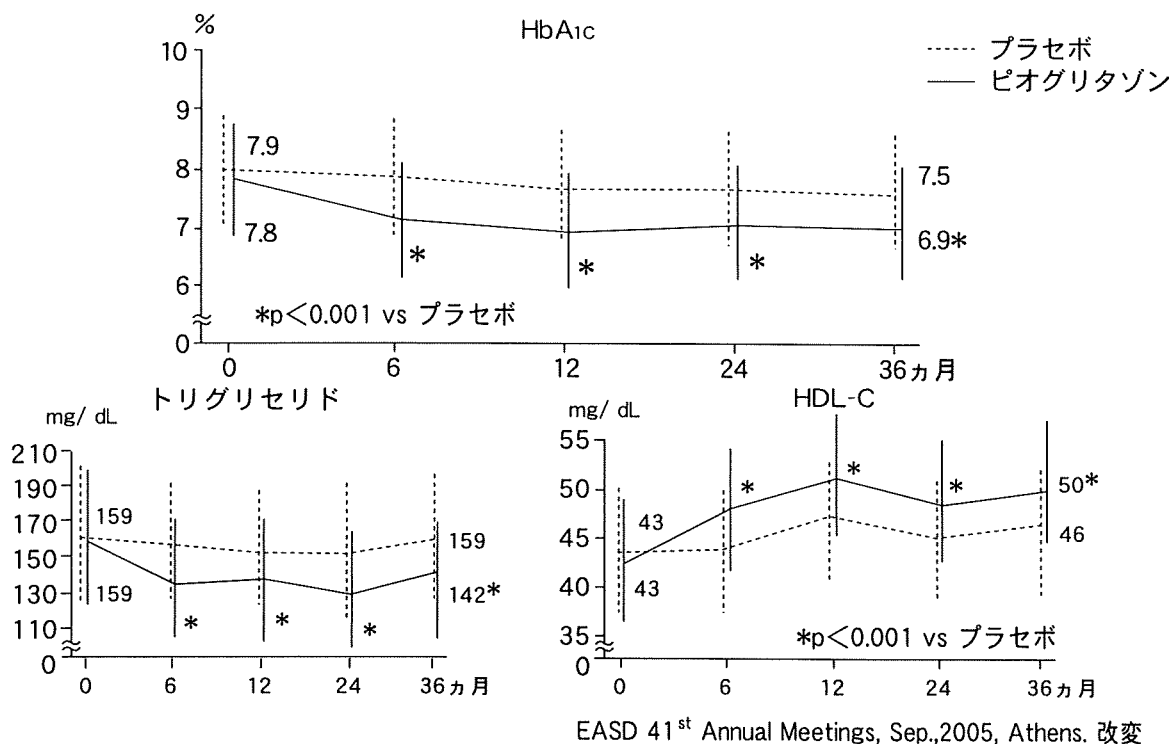 %
HbA1C
10
9
8
7
6
0
7.9
7.8
7.5
6.9*
* * *
*p<0.001 vs プラセボ
プラセボ
ピオグリタゾン
0 6 12 24 36ヵ月
トリグリセリド
mg/ dL
210
190
170
150
130
110
0
159
159
159
142*
* * *
0 6 12 24 36ヵ月
HDL-C
mg/ dL
55
50
45
40
35
0
43
43
* * *
50*
46
*p<0.001 vs プラセボ
0 6 12 24 36ヵ月
EASD 41st Annual Meetings, Sep.,2005, Athens. 改変